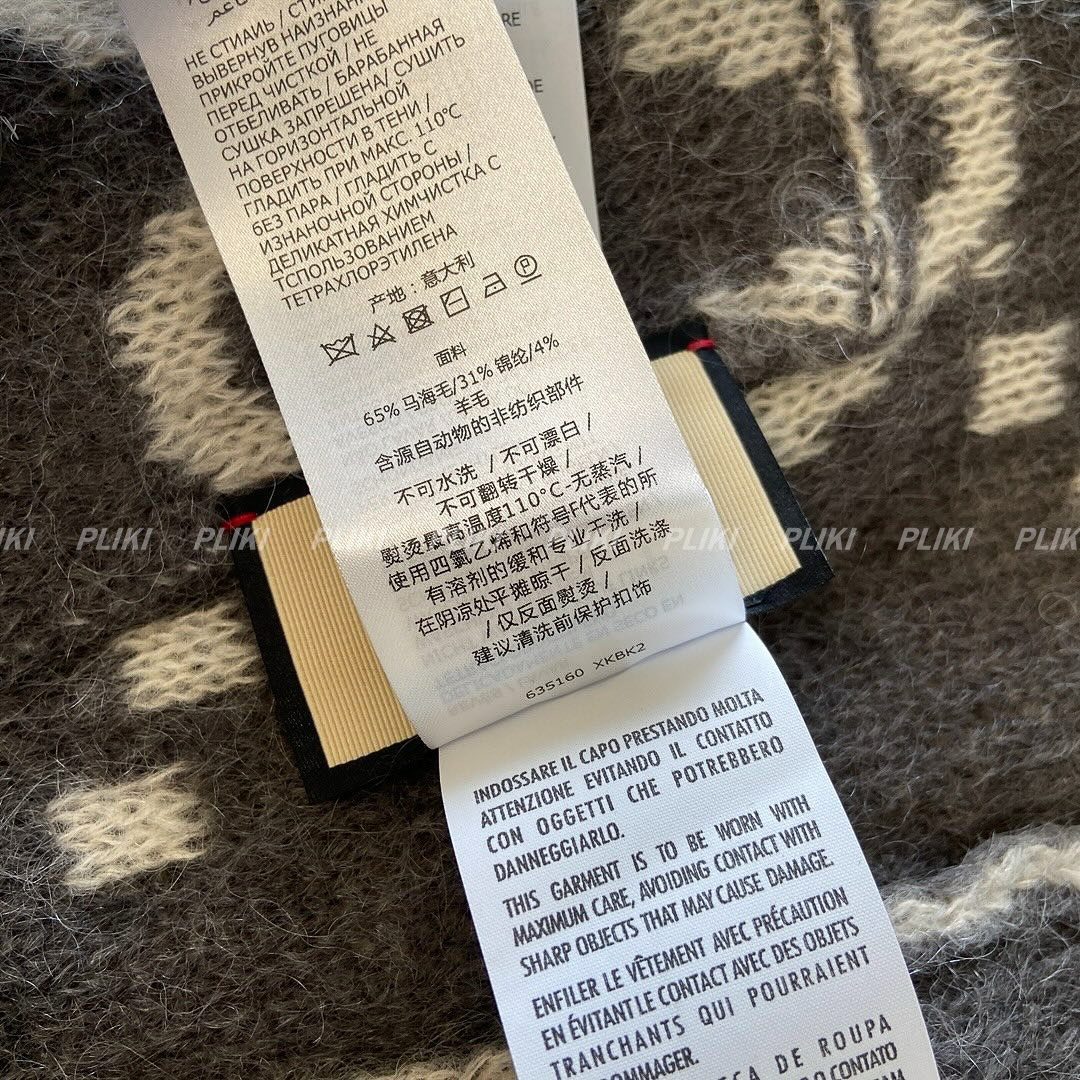 НЕ СТИАИЬ / СТИ
ВЫВЕРНУВ НАИЗНАН
ПРИКРОЙТЕ ПУГОВИЦЫ
ПЕРЕД ЧИСТКОЙ / НЕ
ОТБЕЛИВАТЬ / БАРАБАННАЯ
СУШКА ЗАПРЕШЕНА/ СУШИТЬ
НА ГОРИЗОНТАЛЬНОЙ
ПОВЕРХНОСТИ В ТЕНИ /
ГЛАДИТЬ ПРИ МАКС. 110°C
БЕЗ ПАРА / ГЛАДИТЬ С
ИЗНАНОЧНОЙ СТОРОНЫ /
ДЕЛИКАТНАЯ ХИМЧИСТКА С
ТСПОЛЬЗОВАНИЕМ
ТЕТРАХЛОРЭТИЛЕНА
产地：意大利
P
面料
65% 马海毛/31% 锦纶/4%
羊毛
含源自动物的非纺织部件
不可水洗 / 不可漂白 /
不可翻转干燥 /
熨烫最高温度110°C-无蒸汽 /
使用四氯乙烯和符号F代表的所
有溶剂的缓和专业干洗 /
在阴凉处平摊晾干 / 反面洗涤
/ 仅反面熨烫 /
建议清洗前保护扣饰
635160 XKBK2
INDOSSARE IL CAPO PRESTANDO MOLTA
ATTENZIONE EVITANDO IL CONTATTO
CON OGGETTI CHE POTREBBERO
DANNEGGIARLO.
THIS GARMENT IS TO BE WORN WITH
MAXIMUM CARE, AVOIDING CONTACT WITH
SHARP OBJECTS THAT MAY CAUSE DAMAGE.
ENFILER LE VÊTEMENT AVEC PRÉCAUTION
EN ÉVITANT LE CONTACT AVEC DES OBJETS
TRANCHANTS QUI POURRAIENT
OMMAGER.
DE ROUPA
CONTATO
RE
DE
PLIKI PLIKI PLIKI PLIKI PLIKI PLIKI PLIKI PLIKI PLIK